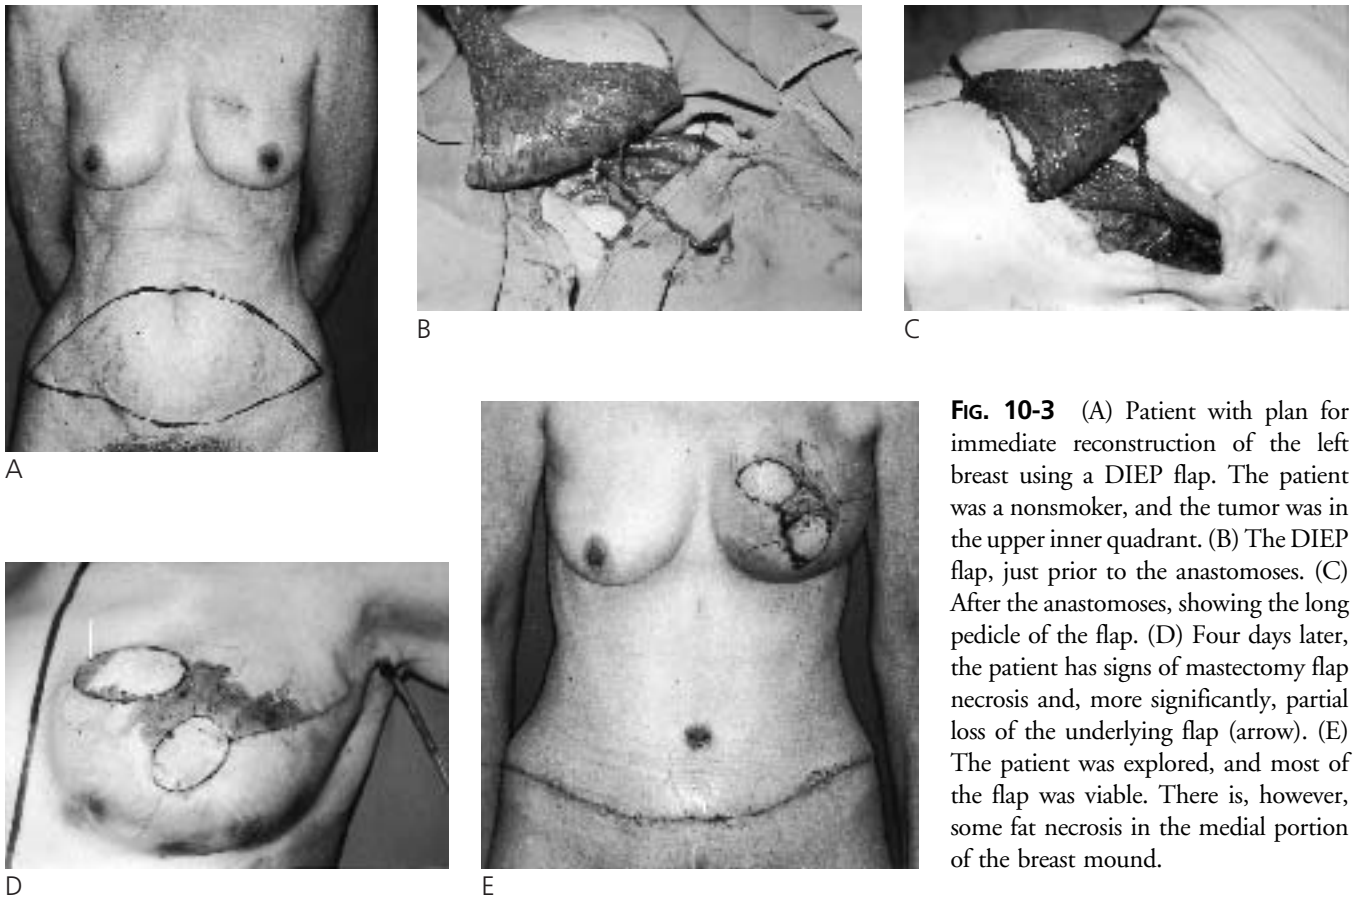 A
B
C
D
E
FIG. 10-3 (A) Patient with plan for
immediate reconstruction of the left
breast using a DIEP flap. The patient
was a nonsmoker, and the tumor was in
the upper inner quadrant. (B) The DIEP
flap, just prior to the anastomoses. (C)
After the anastomoses, showing the long
pedicle of the flap. (D) Four days later,
the patient has signs of mastectomy flap
necrosis and, more significantly, partial
loss of the underlying flap (arrow). (E)
The patient was explored, and most of
the flap was viable. There is, however,
some fat necrosis in the medial portion
of the breast mound.